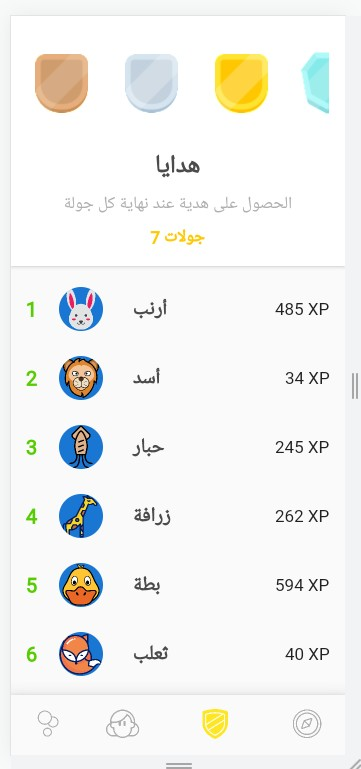 هدايا
الحصول على هدية عند نهاية كل جولة
7 جولات
1 أرنب 485 XP
2 أسد 34 XP
3 حبار 245 XP
4 زرافة 262 XP
5 بطة 594 XP
6 ثعلب 40 XP